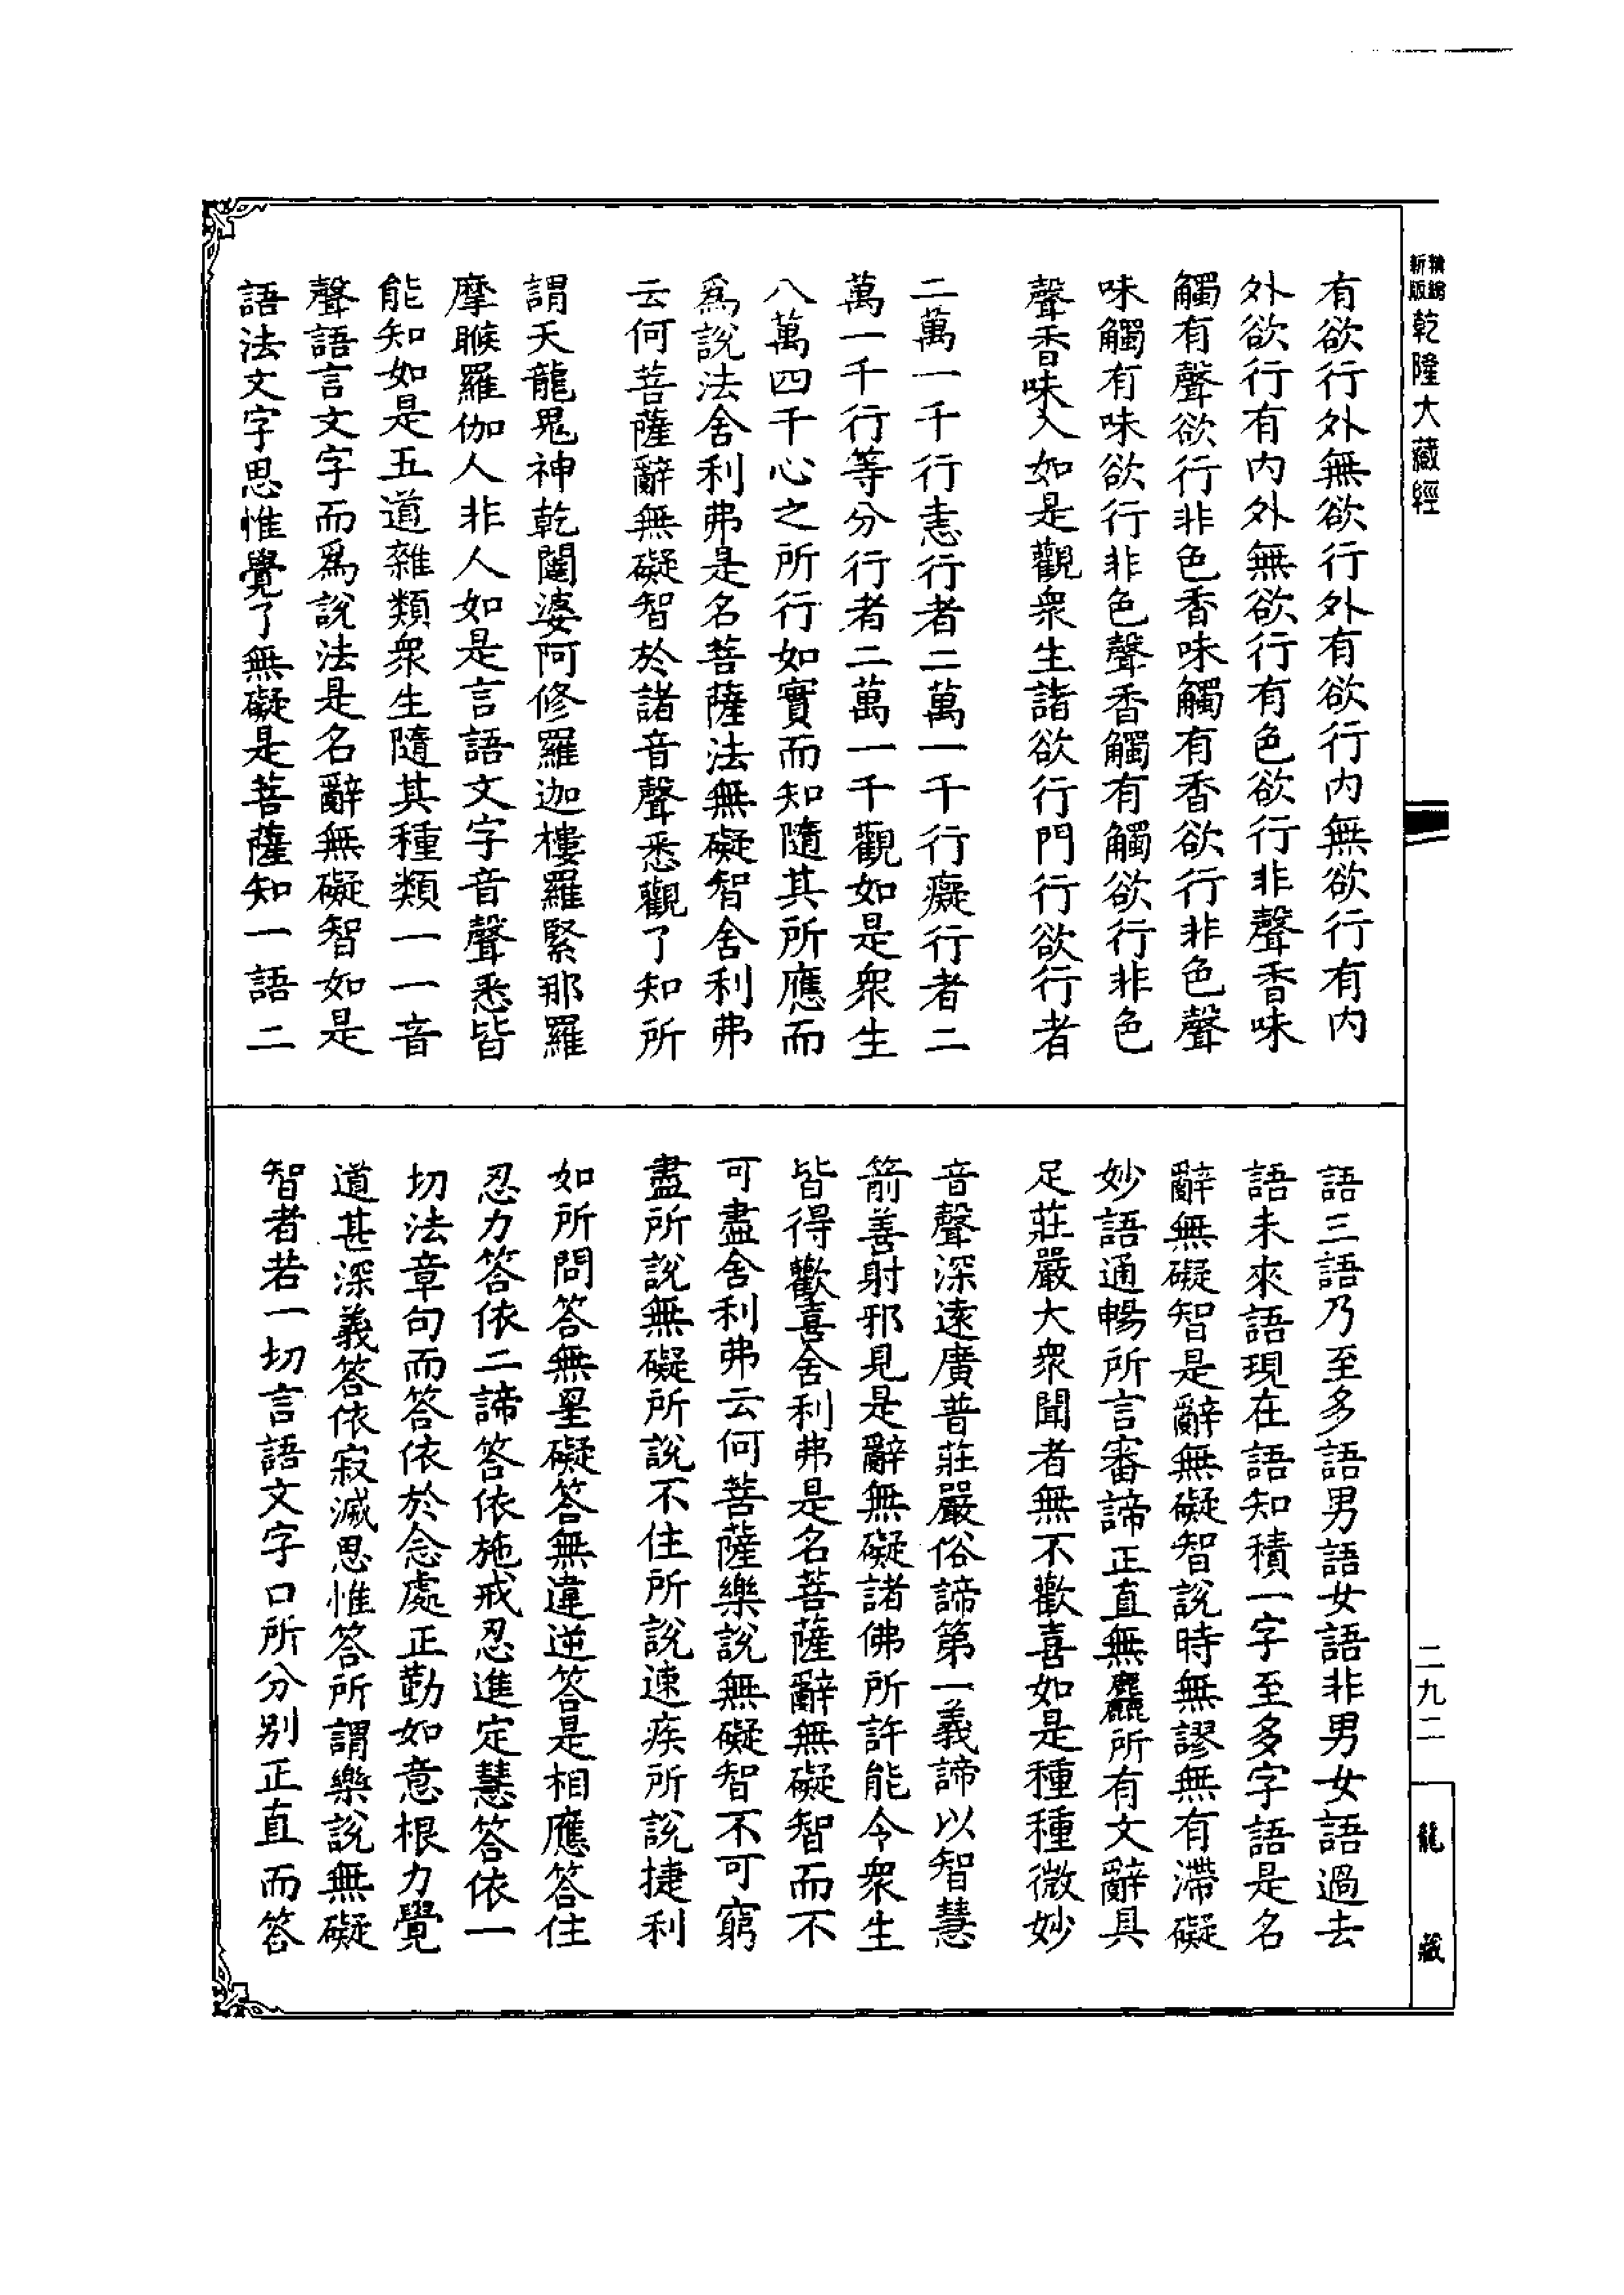 新編
新版
乾隆大藏經
有欲行外無欲行外有欲行内無欲行有内
外欲行有内外無欲行有色欲行非聲香味
觸有聲欲行非色香味觸有香欲行非色聲
味觸有味欲行非色聲香觸有觸欲行非色
聲香味入如是觀衆生諸欲行門行欲行者
二萬一千行恚行者二萬一千行癡行者二
萬一千行等分行者二萬一千觀如是衆生
八萬四千心之所行如實而知隨其所應而
爲説法舍利弗是名菩薩法無礙智舍利弗
云何菩薩辭無礙智於諸音聲悉觀了知所
謂天龍鬼神乾闥婆阿修羅迦樓羅緊那羅
摩睺羅伽人非人如是言語文字音聲悉皆
能知如是五道雜類衆生隨其種類一一音
聲語言文字而爲説法是名辭無礙智如是
語法文字思惟覺了無礙是菩薩知一語二
語三語乃至多語男語女語非男女語過去
語未來語現在語知積一字至多字語是名
辭無礙智是辭無礙智説時無謬無有滯礙
妙語通暢所言審諦正直無麤所有文辭具
足莊嚴大衆聞者無不歡喜如是種種微妙
音聲深遠廣普莊嚴俗諦第一義諦以智慧
箭善射邪見是辭無礙諸佛所許能令衆生
皆得歡喜舍利弗是名菩薩辭無礙智而不
可盡舍利弗云何菩薩樂説無礙智不可窮
盡所説無礙所説不住所説速疾所説捷利
如所問答無罣礙答無違逆答是相應答住
忍力答依二諦答依施戒忍進定慧答依一
切法章句而答依於念處正勤如意根力覺
道甚深義答依寂滅思惟答所謂樂説無礙
智者若一切言語文字口所分別正直而答
二九二
龍
藏